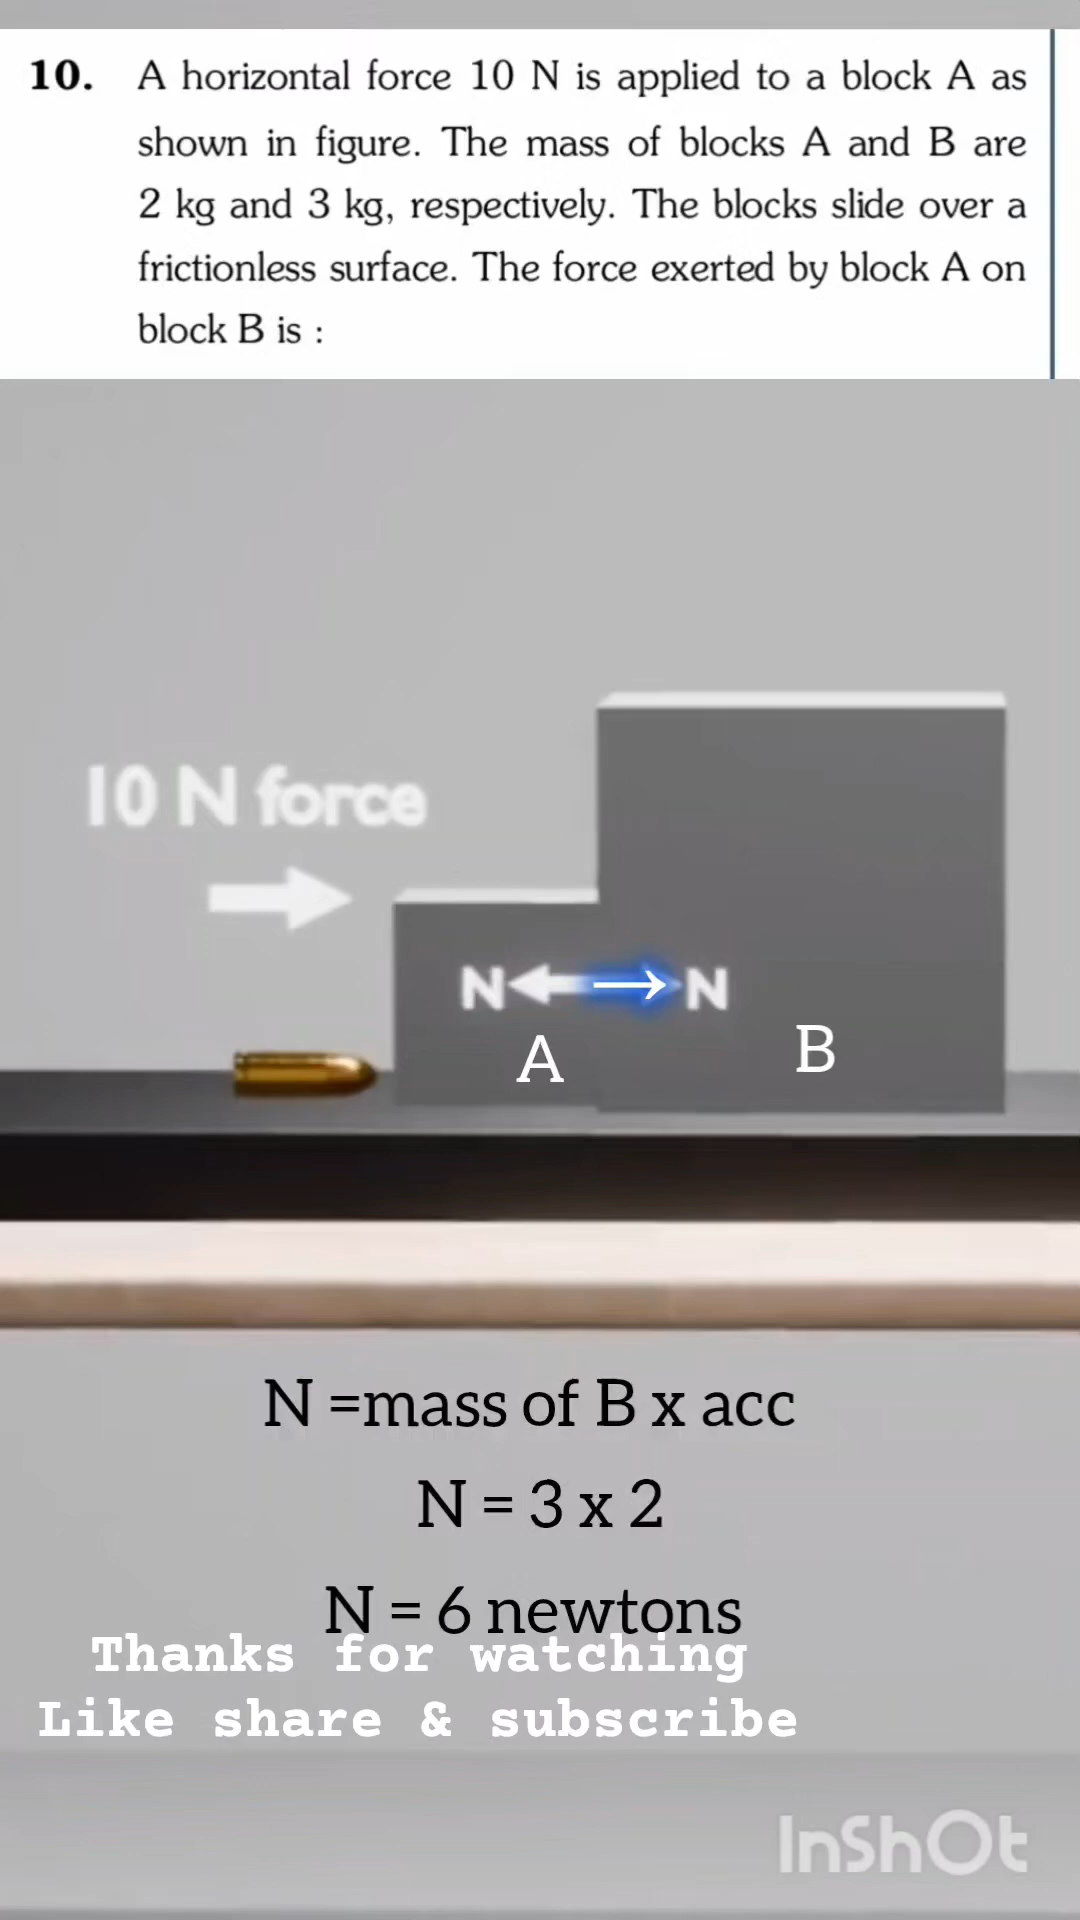 10. A horizontal force 10 N is applied to a block A as
shown in figure. The mass of blocks A and B are
2 kg and 3 kg, respectively. The blocks slide over a
frictionless surface. The force exerted by block A on
block B is :
10 N force
N N
A B
N =mass of B x acc
N = 3 x 2
N = 6 newtons
Thanks for watching
Like share & subscribe
InShOt